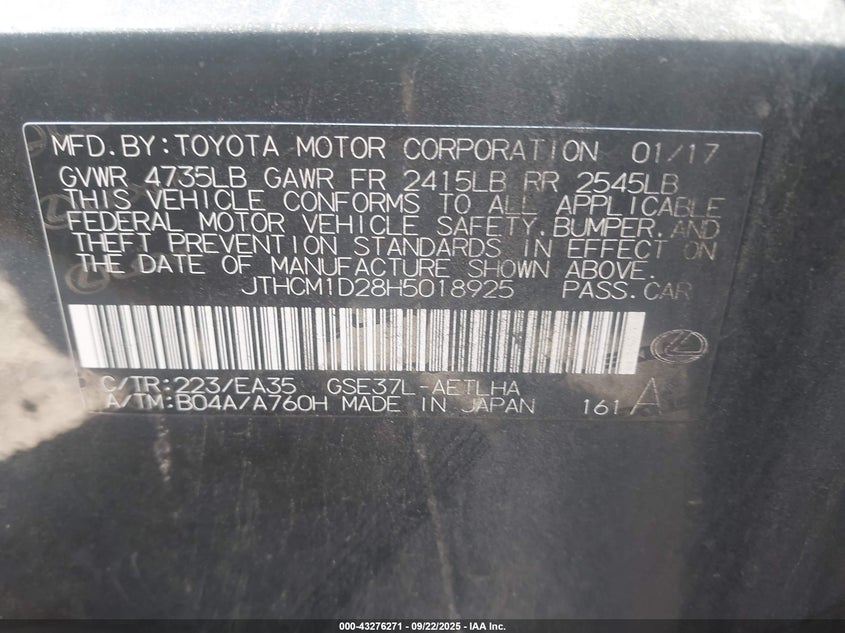 MFD.BY:TOYOTA MOTOR CORPORATION 01/17
GVWR 4735LB GAWR FR 2415LB RR 2545LB
THIS VEHICLE CONFORMS TO ALL APPLICABLE
FEDERAL MOTOR VEHICLE SAFETY.BUMPER.AND
THEFT PREVENTION STANDARDS IN EFFECT ON
THE DATE OF MANUFACTURE SHOWN ABOVE.
JTHCM1D28H5018925 PASS.CAR
C/TR:223/EA35 GSE37L-AETLHA
A/TM:B04A/A760H MADE IN JAPAN 161 A
000-43276271 | 09/22/2025 | IAA Inc.